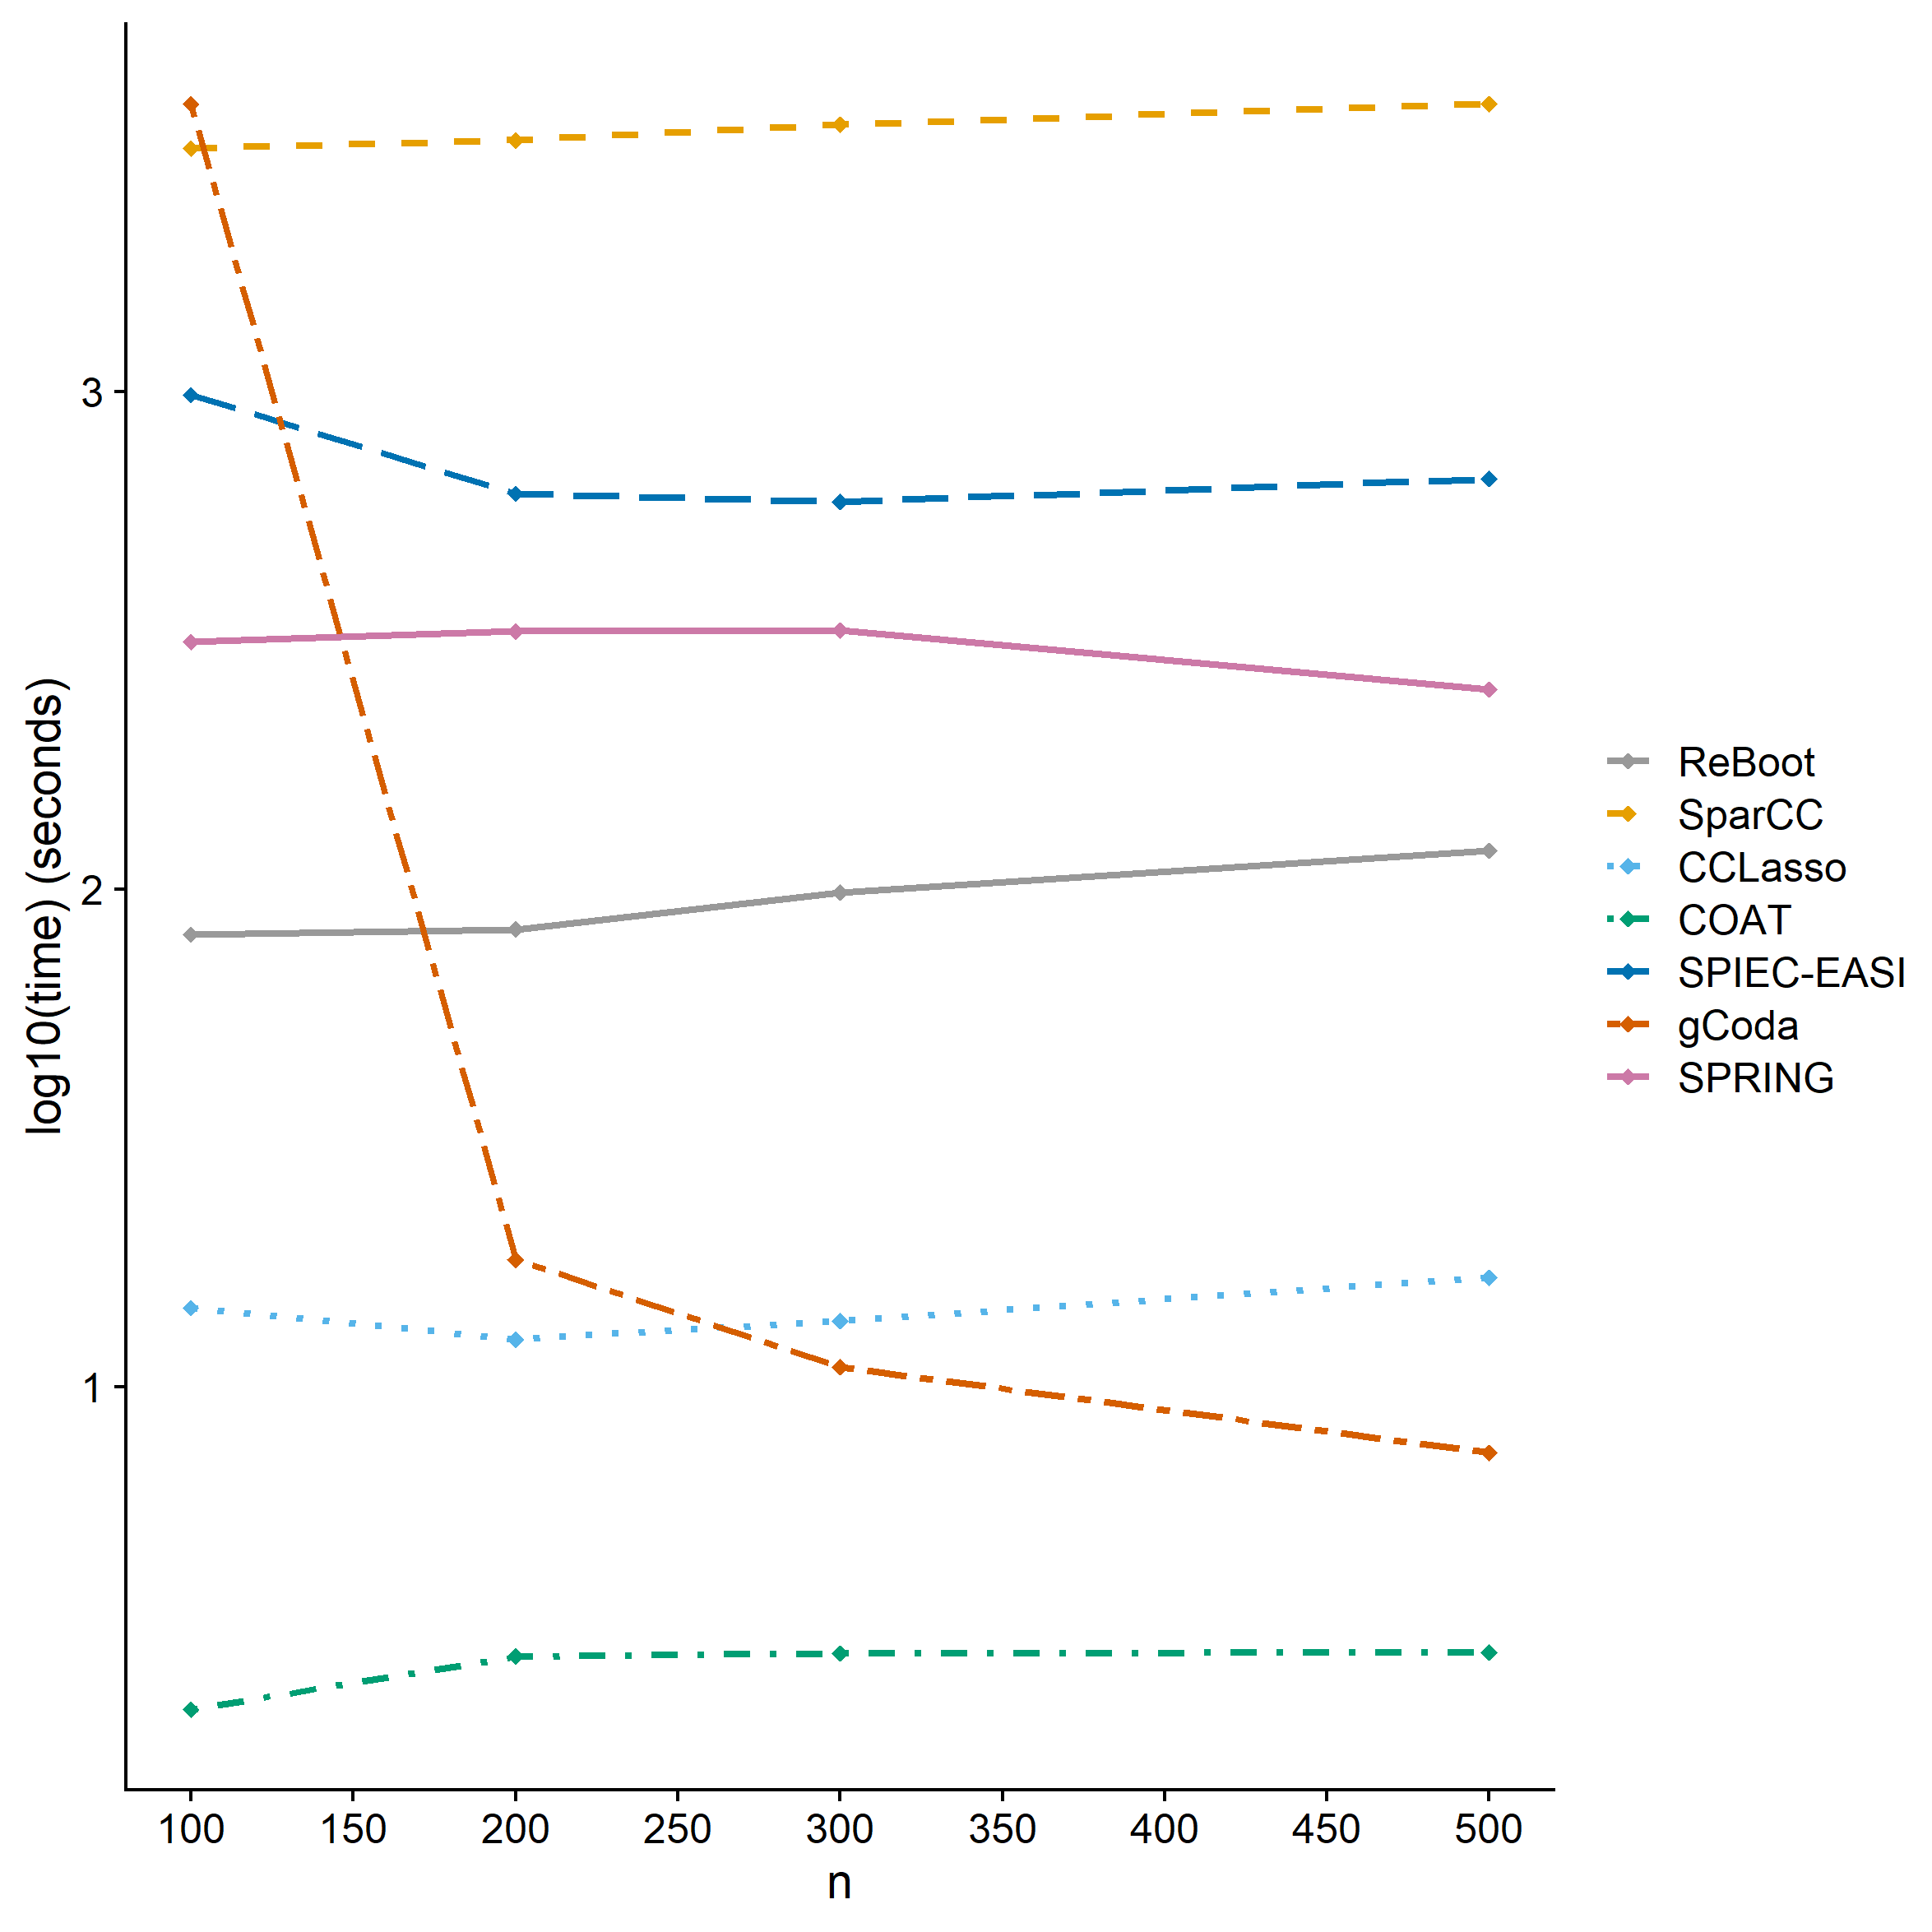 log10(time) (seconds)
3
2
1
100 150 200 250 300 350 400 450 500
n
ReBoot
SparCC
CCLasso
COAT
SPIEC-EASI
gCoda
SPRING